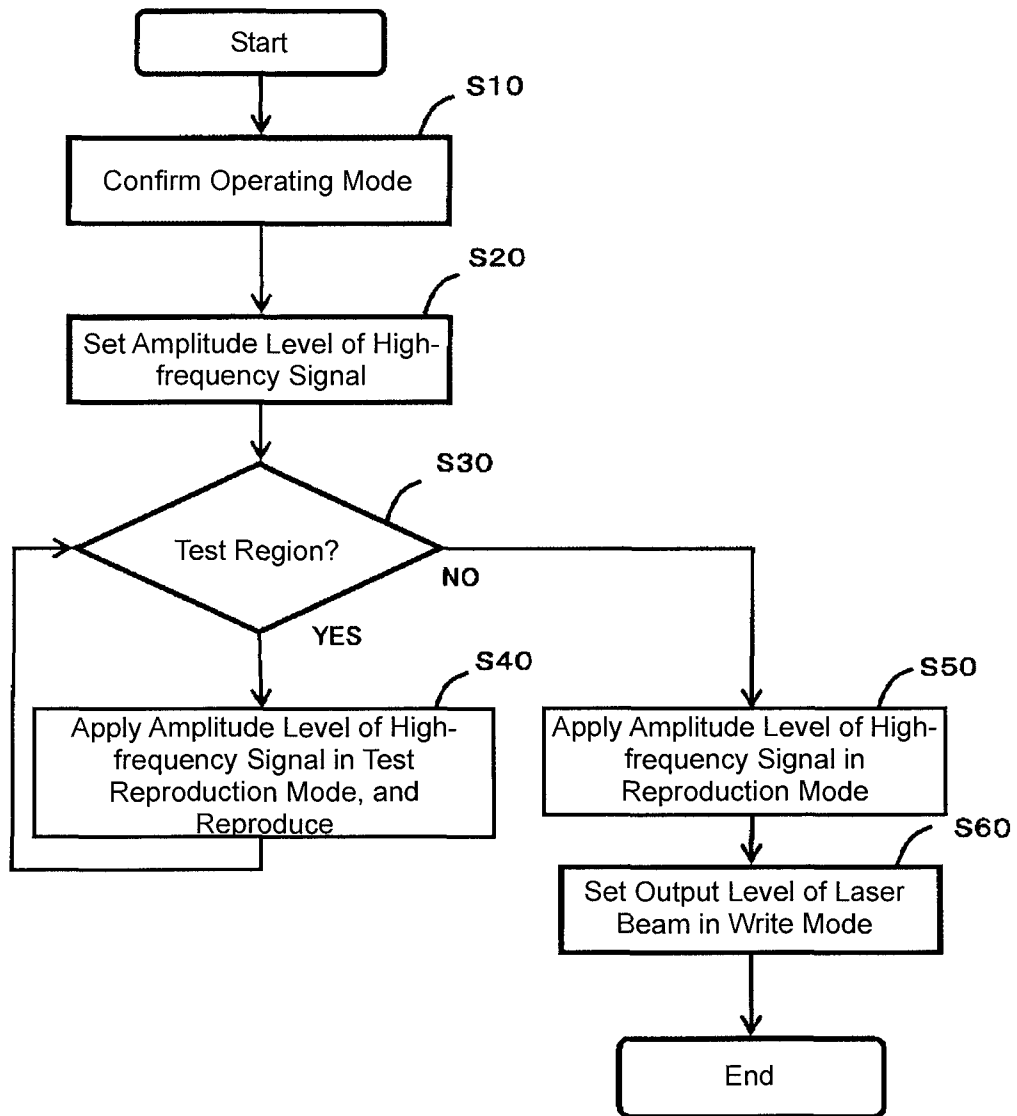 Start
S10
Confirm Operating Mode
S20
Set Amplitude Level of High-
frequency Signal
S30
Test Region?
NO
YES
S40
Apply Amplitude Level of High-
frequency Signal in Test
Reproduction Mode, and
Reproduce
S50
Apply Amplitude Level of High-
frequency Signal in
Reproduction Mode
S60
Set Output Level of Laser
Beam in Write Mode
End